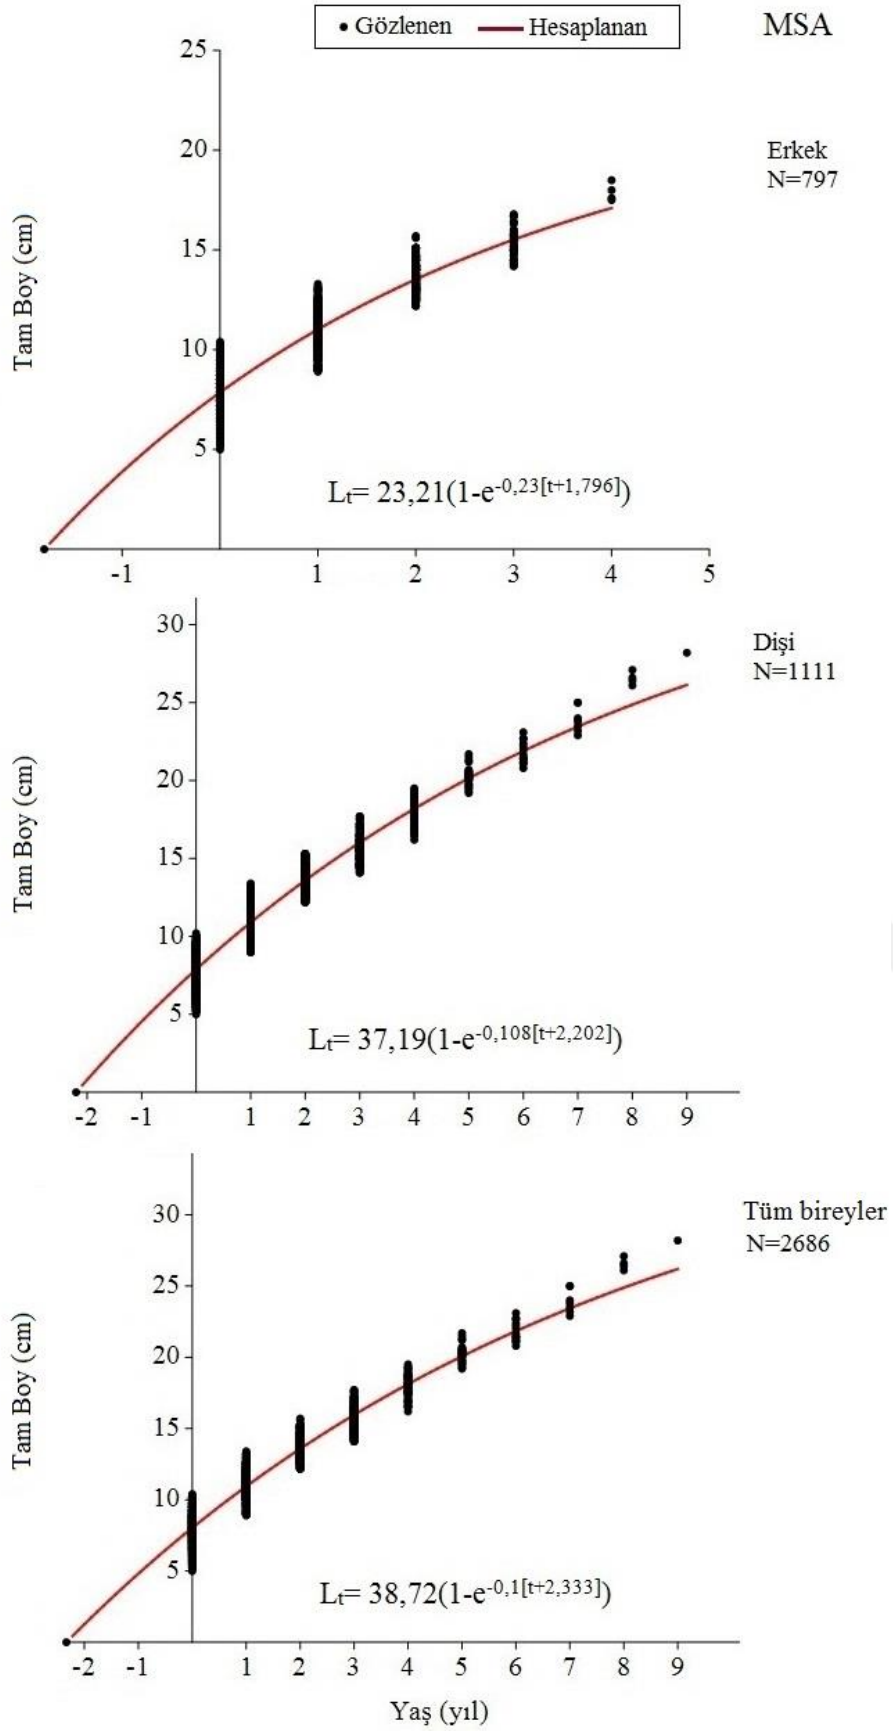 Gözlenen Hesaplanan
MSA
25
20
15
10
5
Tam Boy (cm)
Erkek
N=797
Lt= 23,21(1-e-0,23[t+1,796])
-1 1 2 3 4 5
30
25
20
15
10
5
Tam Boy (cm)
Dişi
N=1111
Lt= 37,19(1-e-0,108[t+2,202])
-2 -1 1 2 3 4 5 6 7 8 9
30
25
20
15
10
5
Tam Boy (cm)
Tüm bireyler
N=2686
Lt= 38,72(1-e-0,1[t+2,333])
-2 -1 1 2 3 4 5 6 7 8 9
Yaş (yıl)